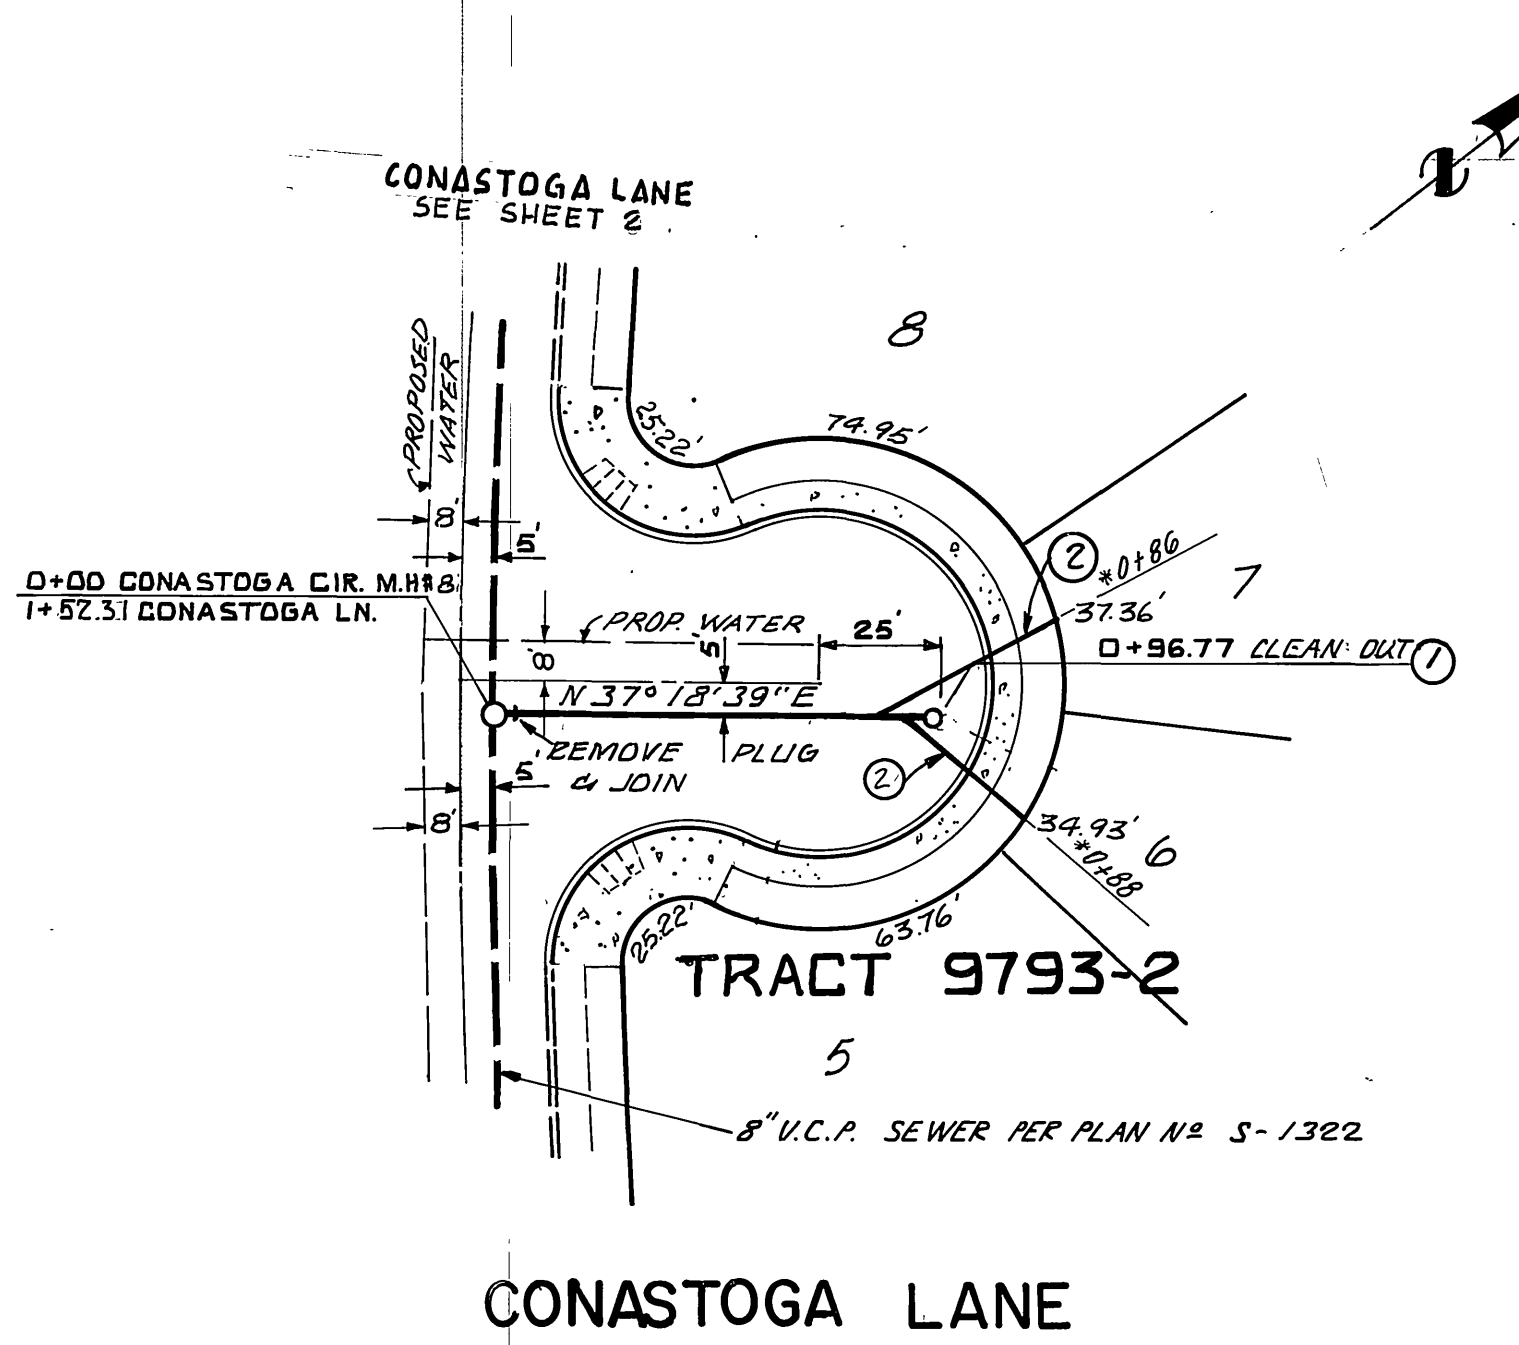 CONASTOGA LANE
SEE SHEET 2
PROPOSED
WATER
8
25.22'
74.95'
8'
5'
2
*0+86
7
37.36'
0+00 CONASTOGA CIR. M.H#8
1+52.31 CONASTOGA LN.
PROP. WATER
5'
25'
8'
0+96.77 CLEAN OUT
1
N 37° 18' 39" E
REMOVE PLUG
& JOIN
5'
8'
2
34.93'
*0+88
6
25.22'
63.76'
TRACT 9793-2
5
8" V.C.P. SEWER PER PLAN Nº S-1322
CONASTOGA LANE